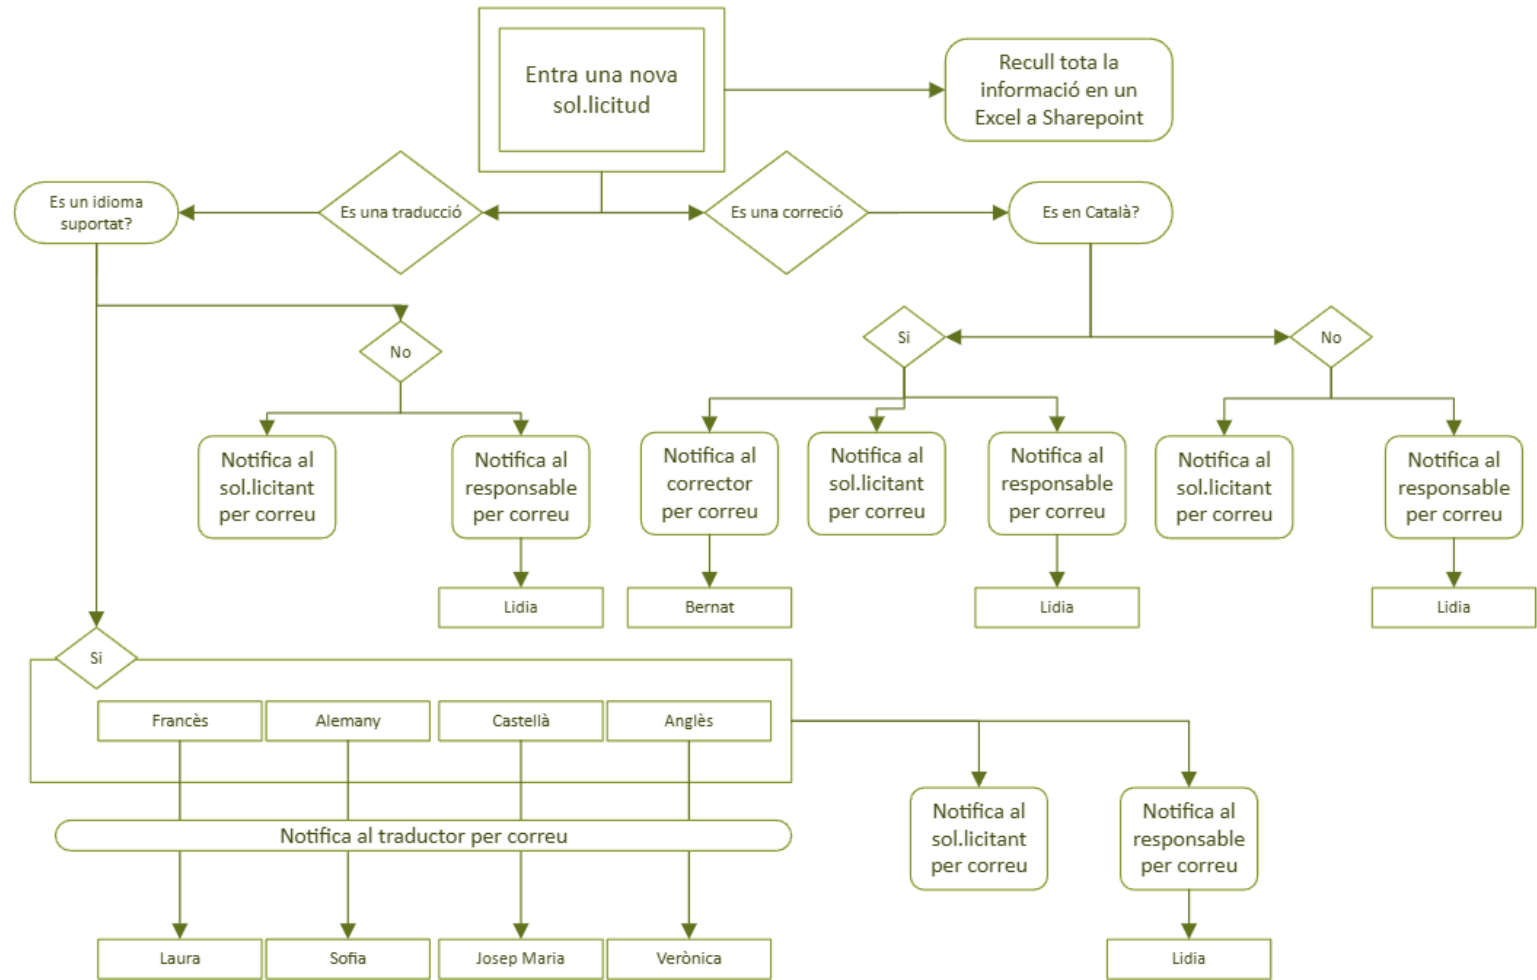 Entra una nova
sol.licitud
Recull tota la
informació en un
Excel a Sharepoint
Es un idioma
suportat?
Es una traducció
Es una correció
Es en Català?
No
Si
No
Notifica al
sol.licitant
per correu
Notifica al
responsable
per correu
Notifica al
corrector
per correu
Notifica al
sol.licitant
per correu
Notifica al
responsable
per correu
Notifica al
sol.licitant
per correu
Notifica al
responsable
per correu
Lidia
Bernat
Lidia
Lidia
Si
Francès
Alemany
Castellà
Anglès
Notifica al traductor per correu
Notifica al
sol.licitant
per correu
Notifica al
responsable
per correu
Laura
Sofia
Josep Maria
Verònica
Lidia